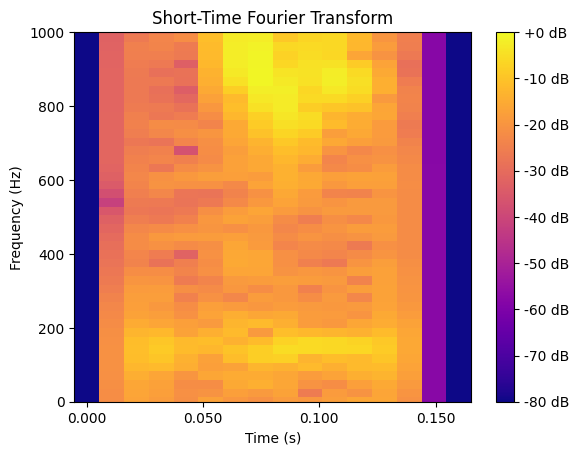 Short-Time Fourier Transform
Frequency (Hz)
1000
800
600
400
200
0
0.000
0.050
0.100
0.150
Time (s)
+0 dB
-10 dB
-20 dB
-30 dB
-40 dB
-50 dB
-60 dB
-70 dB
-80 dB